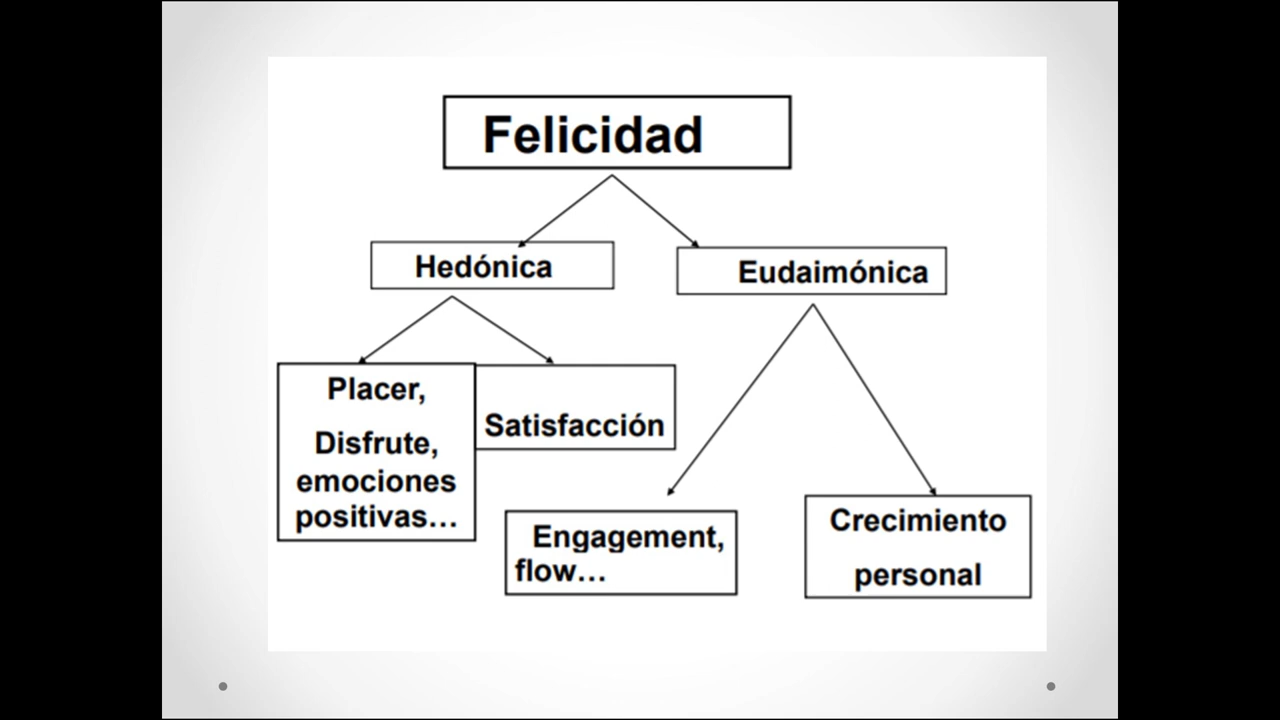 Felicidad
Hedónica
Eudaimónica
Placer,
Disfrute,
emociones
positivas…
Satisfacción
Engagement,
flow…
Crecimiento
personal